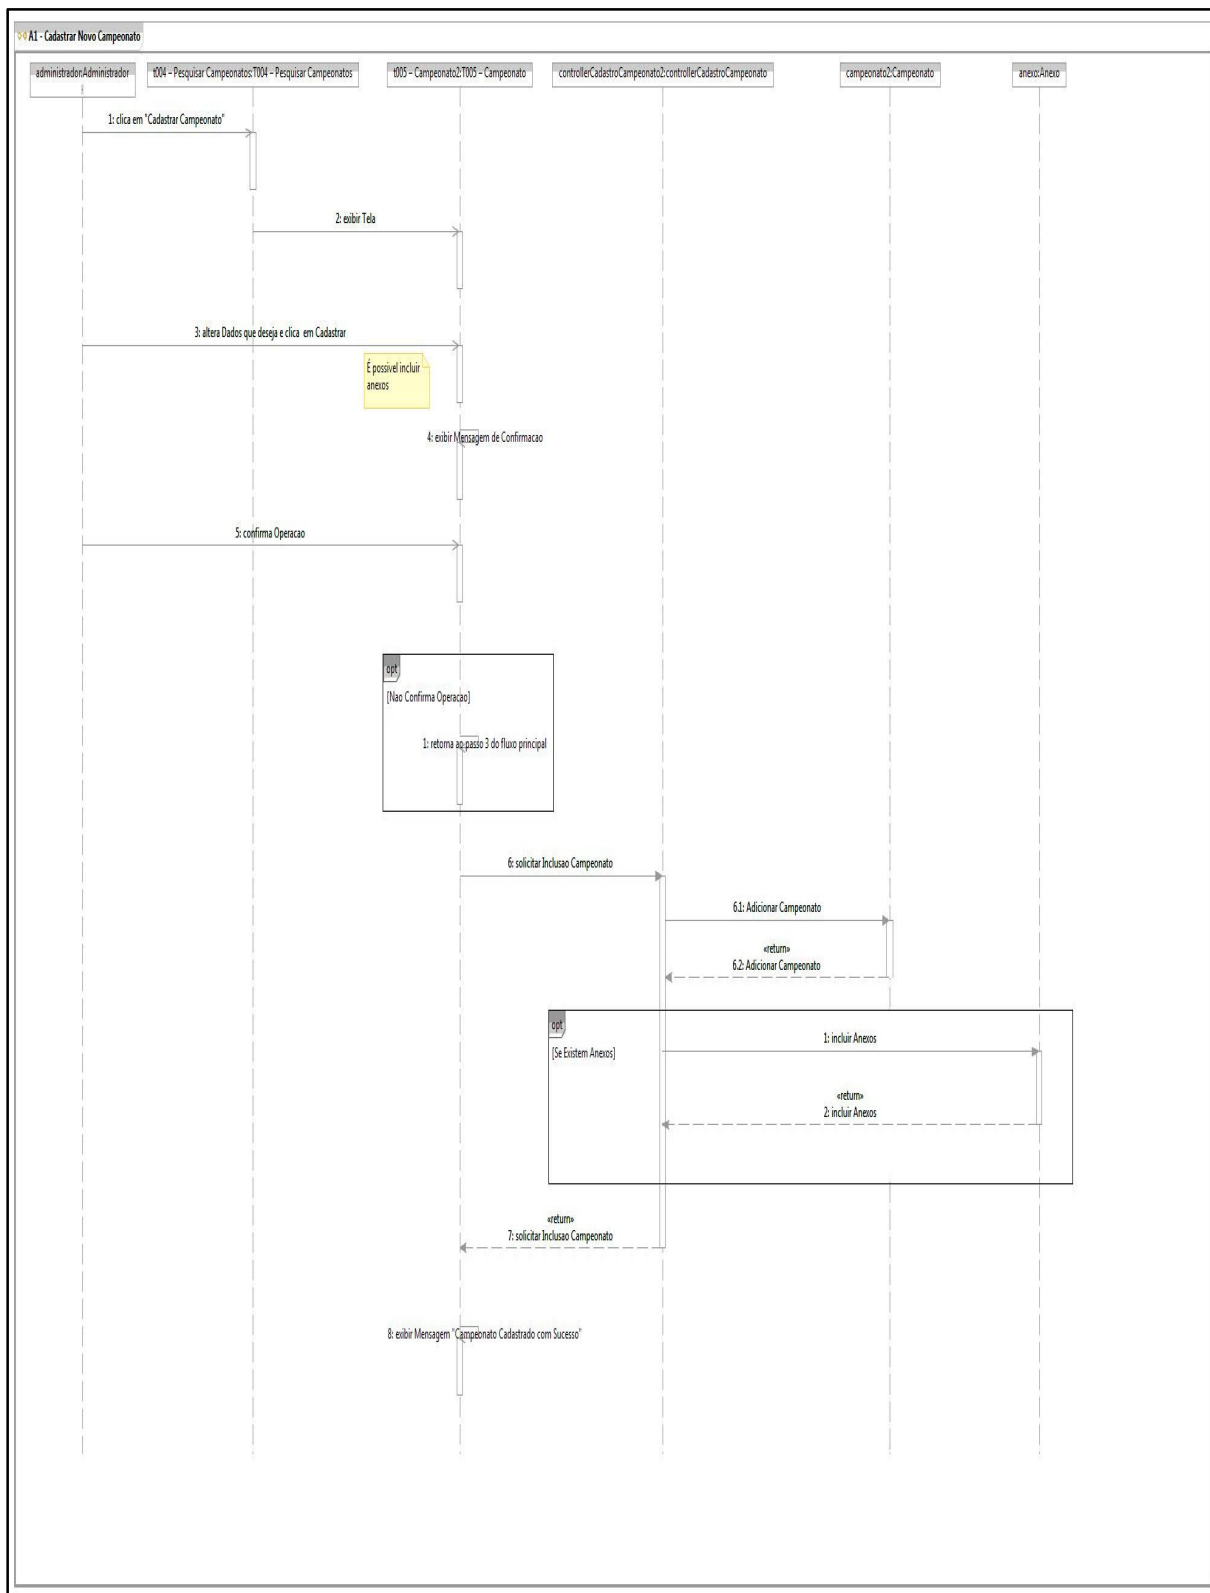 A1 - Cadastrar Novo Campeonato
administrador:Administrador
t004 – Pesquisar Campeonatos:T004 – Pesquisar Campeonatos
t005 – Campeonato2:T005 – Campeonato
controllerCadastroCampeonato2:controllerCadastroCampeonato
campeonato2:Campeonato
anexo:Anexo
1: clica em "Cadastrar Campeonato"
2: exibir Tela
3: altera Dados que deseja e clica em Cadastrar
É possivel incluir
anexos
4: exibir Mensagem de Confirmacao
5: confirma Operacao
opt
[Nao Confirma Operacao]
1: retorna ao passo 3 do fluxo principal
6: solicitar Inclusao Campeonato
6.1: Adicionar Campeonato
«return»
6.2: Adicionar Campeonato
opt
[Se Existem Anexos]
1: incluir Anexos
«return»
2: incluir Anexos
«return»
7: solicitar Inclusao Campeonato
8: exibir Mensagem "Campeonato Cadastrado com Sucesso"